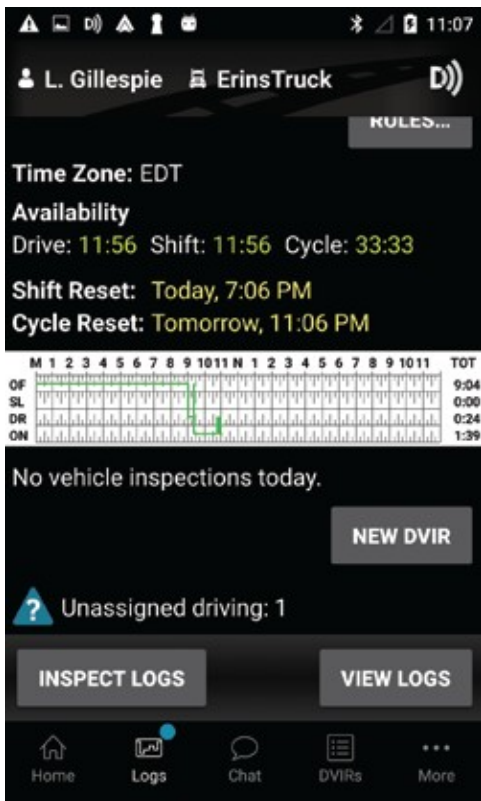 11:07
L. Gillespie ErinsTruck D))
RULES...
Time Zone: EDT
Availability
Drive: 11:56 Shift: 11:56 Cycle: 33:33
Shift Reset: Today, 7:06 PM
Cycle Reset: Tomorrow, 11:06 PM
M 1 2 3 4 5 6 7 8 9 10 11 N 1 2 3 4 5 6 7 8 9 10 11 TOT
OF 9:04
SL 0:00
DR 0:24
ON 1:39
No vehicle inspections today.
NEW DVIR
? Unassigned driving: 1
INSPECT LOGS VIEW LOGS
Home Logs Chat DVIRs More